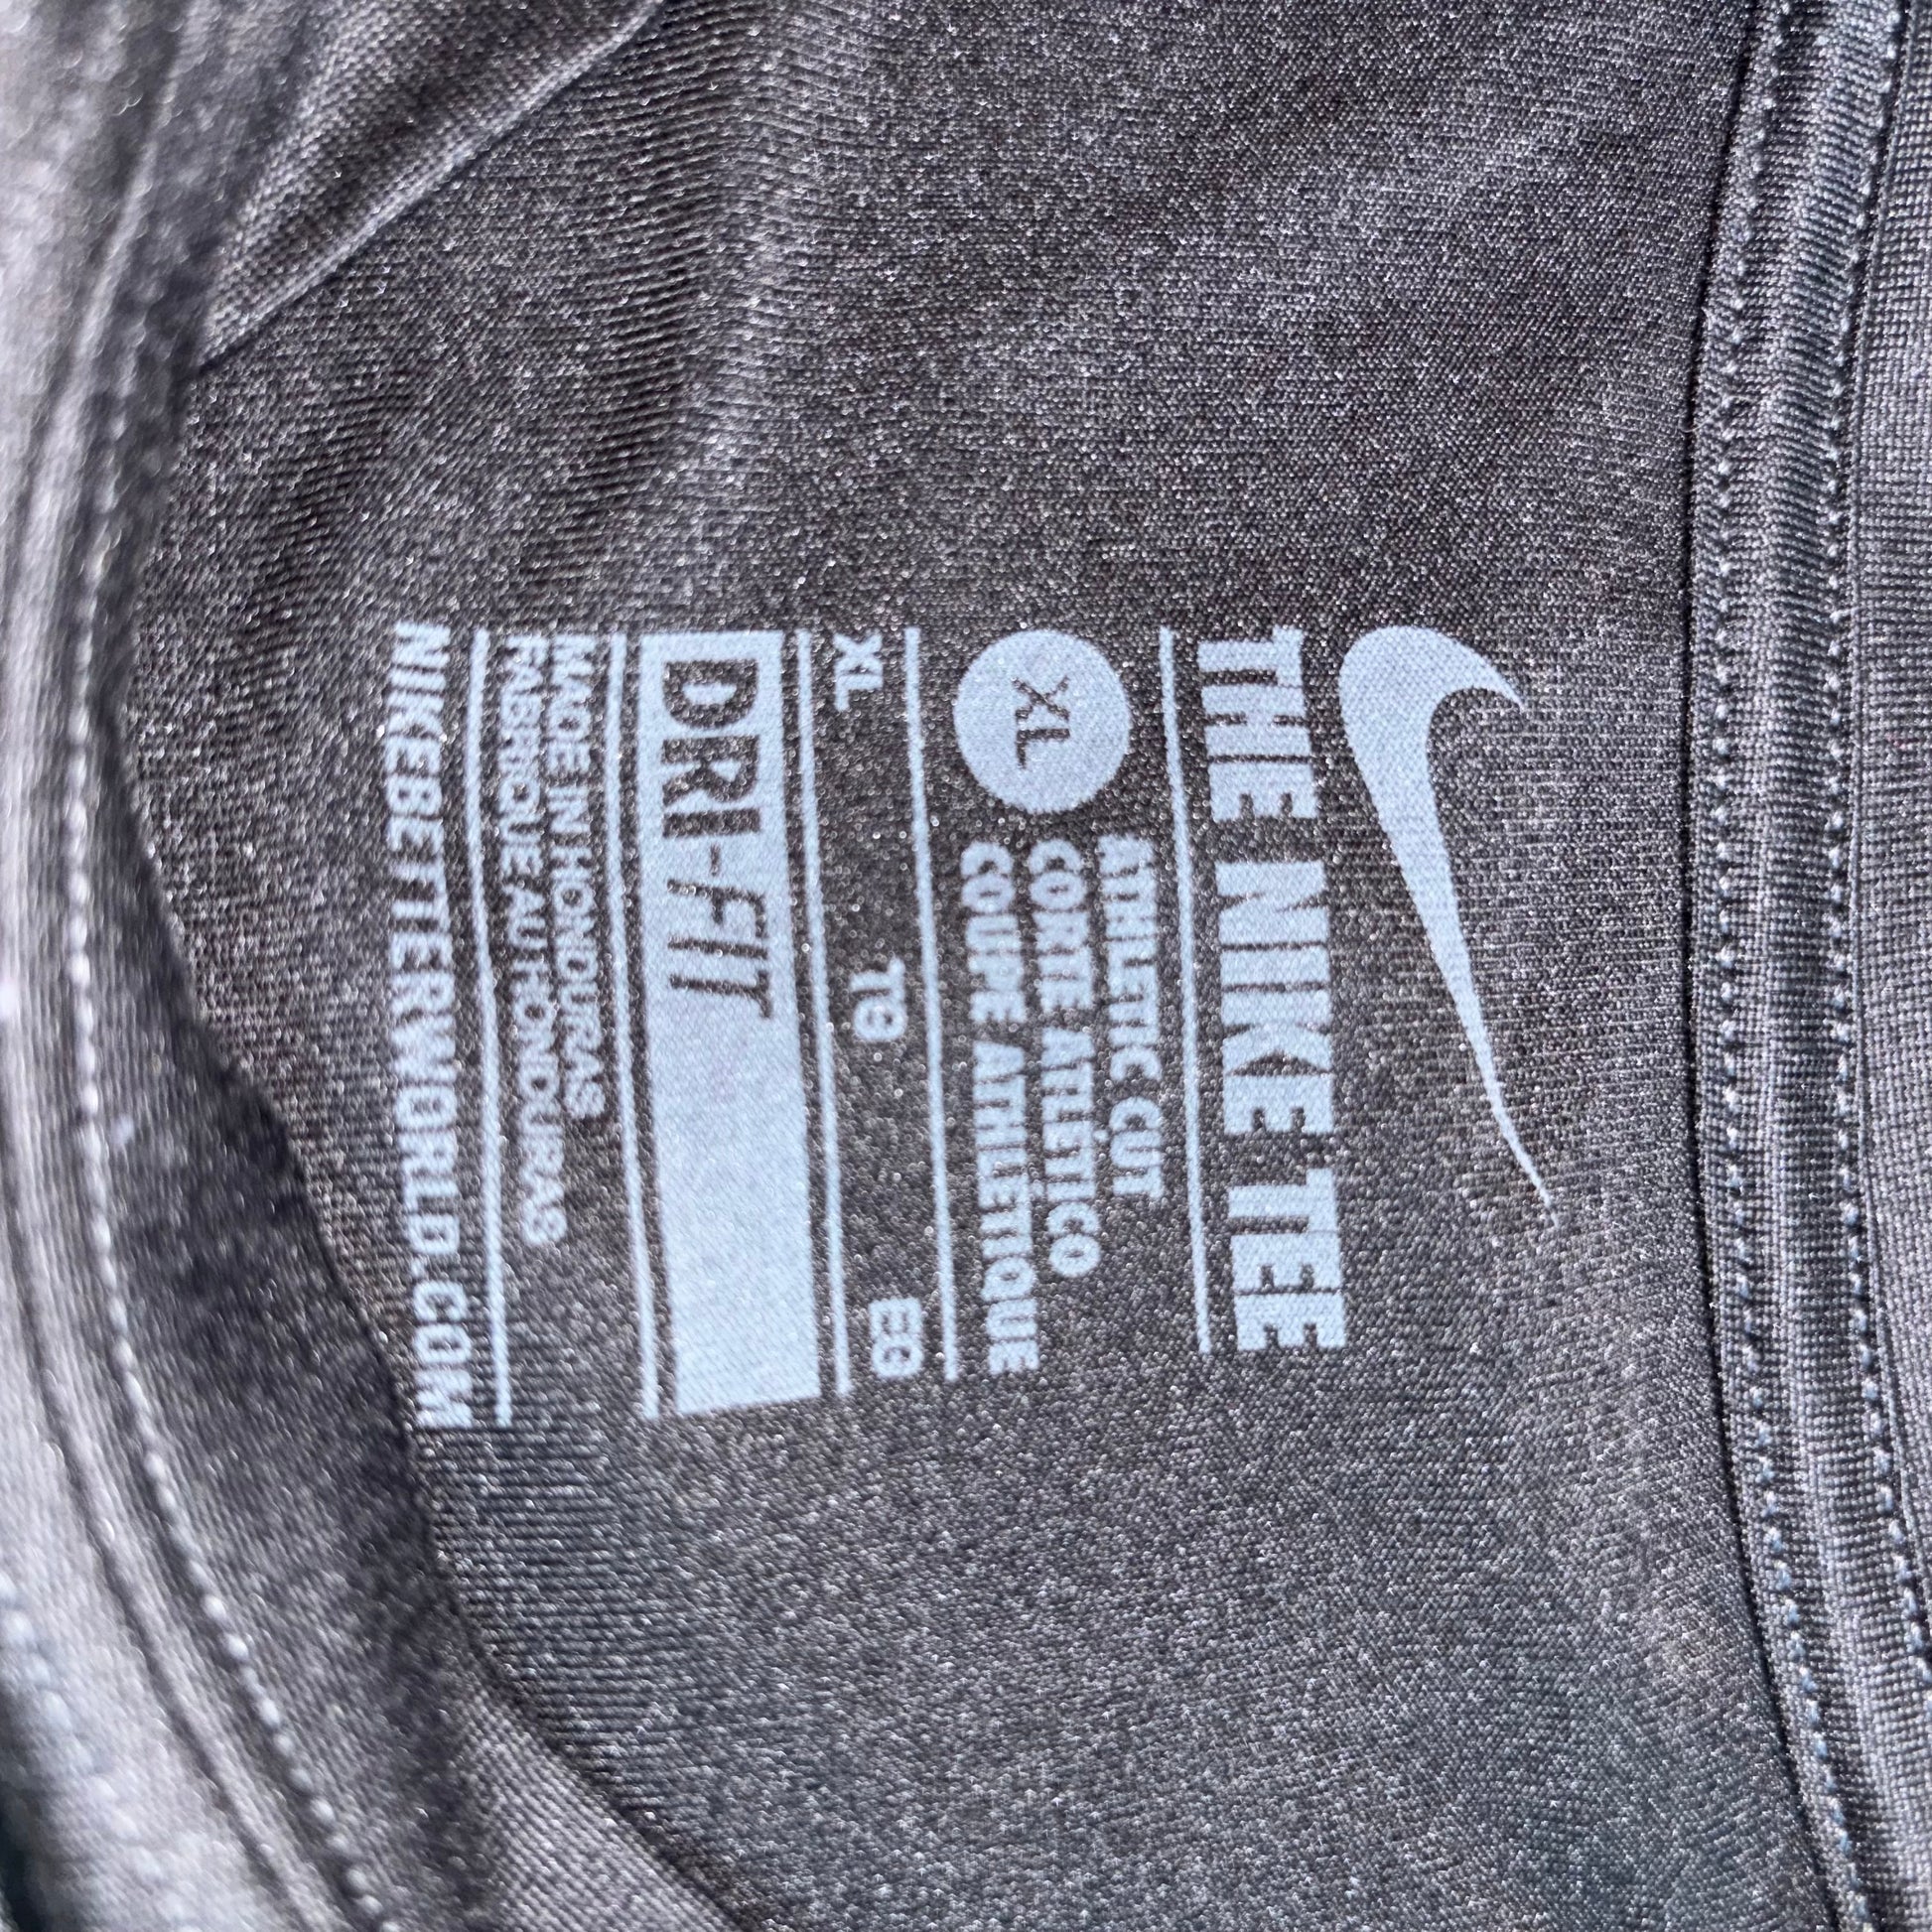 THE NIKE TEE
XL
ATHLETIC CUT
CORTE ATLÉTICO
COUPE ATHLÉTIQUE
XL TG EG
DRI-FIT
MADE IN HONDURAS
FABRIQUÉ AU HONDURAS
NIKEBETTERWORLD.COM